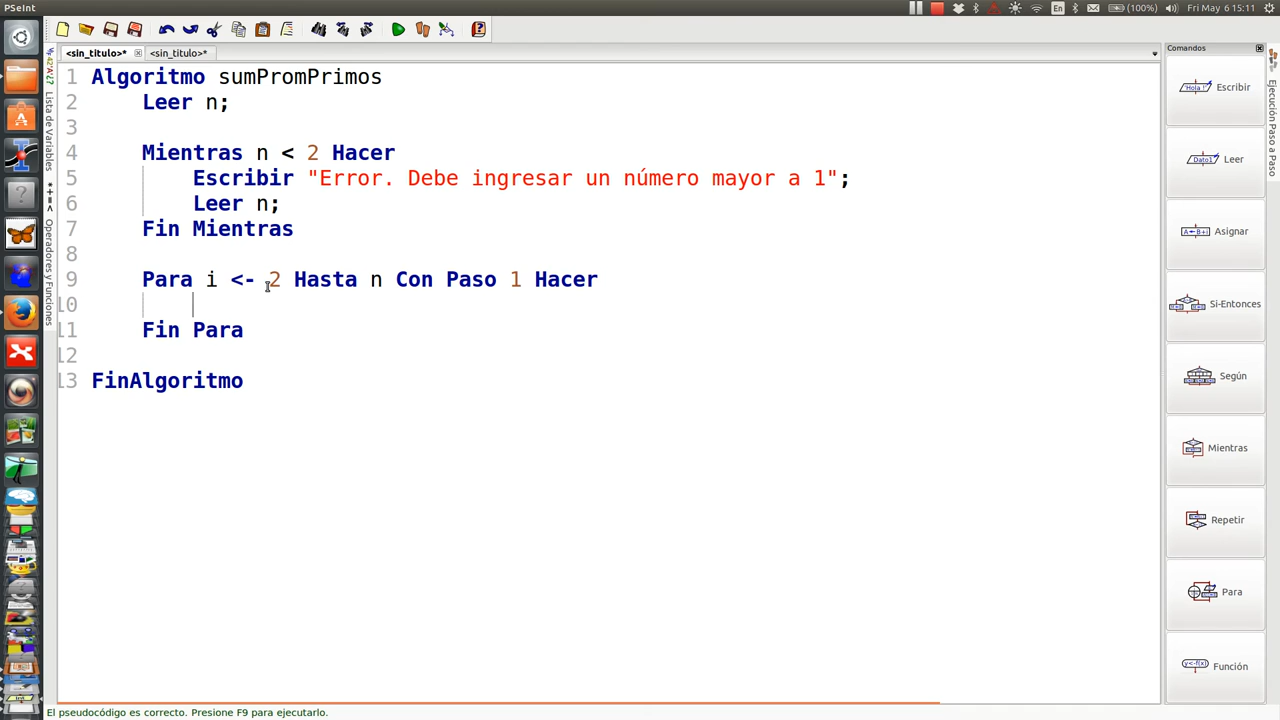 PSeInt
En
(100%)
Fri May 6 15:11
<sin_titulo>*
<sin_titulo>*
Comandos
1 Algoritmo sumPromPrimos
2 Leer n;
3
4 Mientras n < 2 Hacer
5 Escribir "Error. Debe ingresar un número mayor a 1";
6 Leer n;
7 Fin Mientras
8
9 Para i <- 2 Hasta n Con Paso 1 Hacer
10
11 Fin Para
12
13 FinAlgoritmo
Lista de Variables
*+=< Operadores y Funciones
'Hola !'
Escribir
Dato1
Leer
A←B+i
Asignar
Si-Entonces
Según
Mientras
Repetir
Para
y<-f(x)
Función
Ejecución Paso a Paso
El pseudocódigo es correcto. Presione F9 para ejecutarlo.